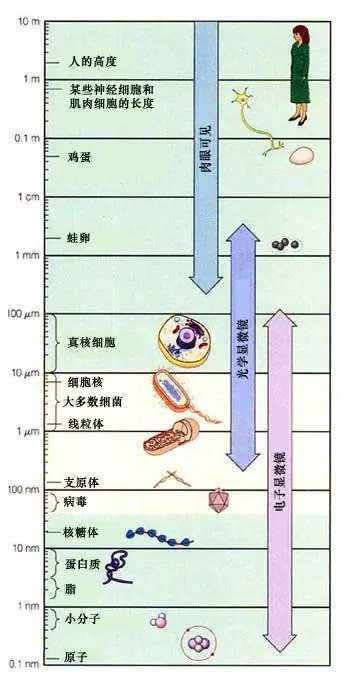 10 m
人的高度
1 m
某些神经细胞和
肌肉细胞的长度
0.1 m
鸡蛋
1 cm
蛙卵
1 mm
100 μm
真核细胞
10 μm
细胞核
大多数细菌
线粒体
1 μm
支原体
100 nm
病毒
核糖体
10 nm
蛋白质
脂
1 nm
小分子
原子
0.1 nm
肉眼可见
光学显微镜
电子显微镜